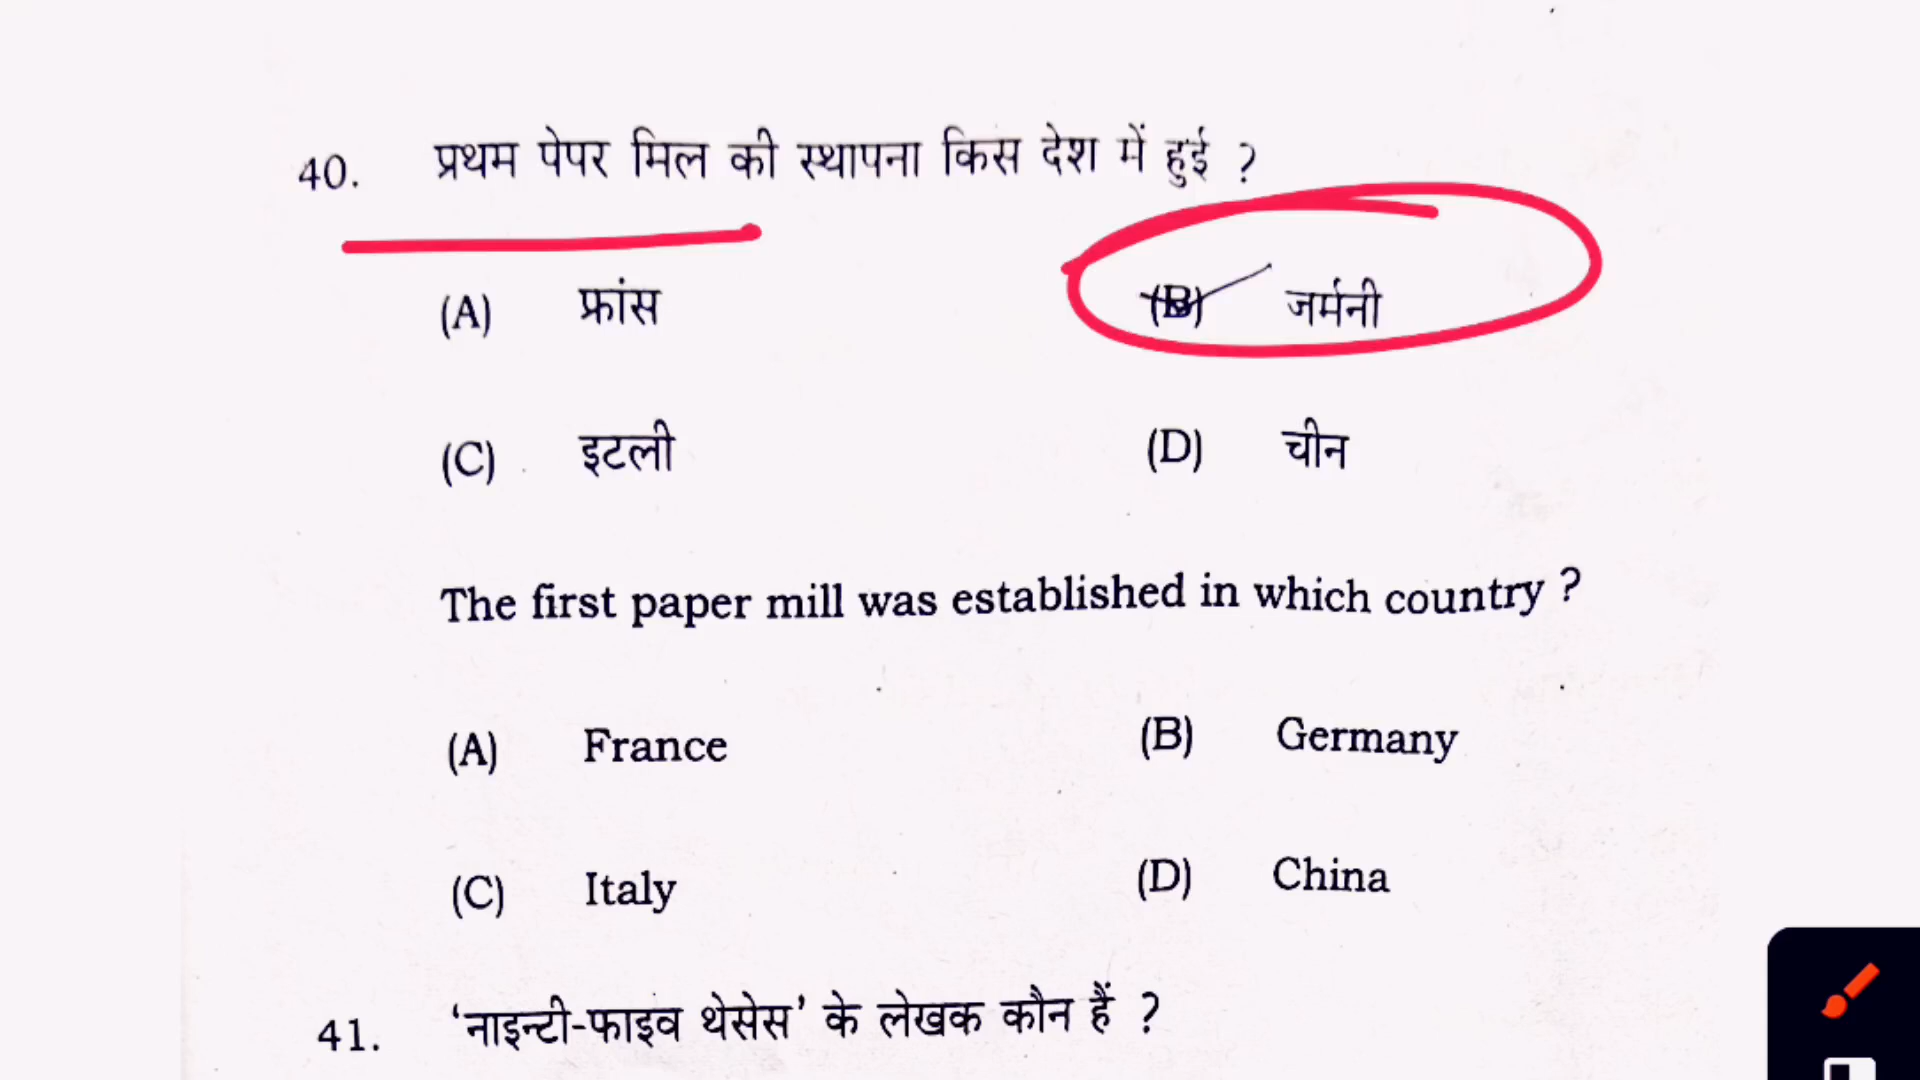 40. प्रथम पेपर मिल की स्थापना किस देश में हुई ?
(A) फ्रांस (B) जर्मनी
(C) इटली (D) चीन
The first paper mill was established in which country ?
(A) France (B) Germany
(C) Italy (D) China
41. ‘नाइन्टी-फाइव थेसेस’ के लेखक कौन हैं ?